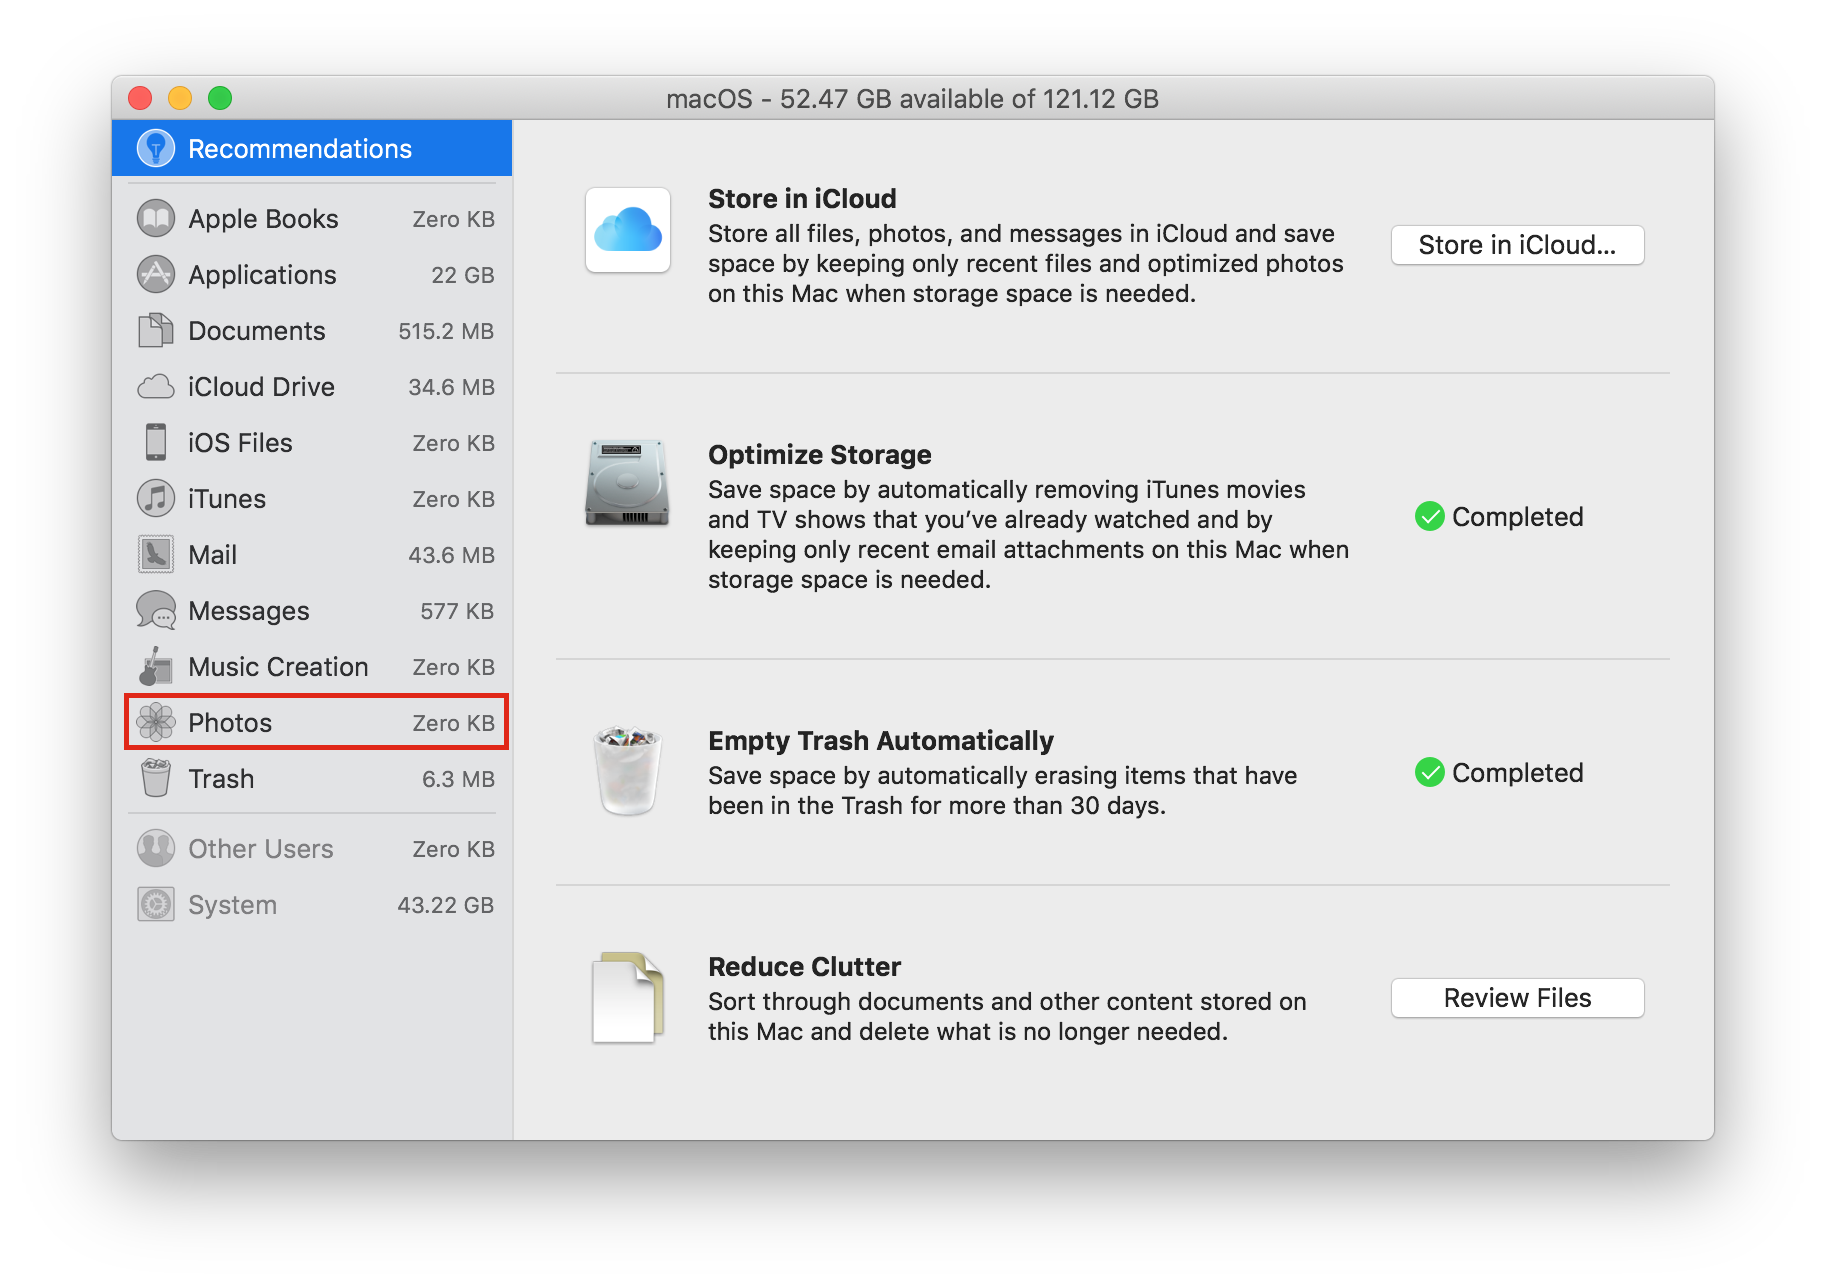 macOS - 52.47 GB available of 121.12 GB
Recommendations
Apple Books Zero KB
Applications 22 GB
Documents 515.2 MB
iCloud Drive 34.6 MB
iOS Files Zero KB
iTunes Zero KB
Mail 43.6 MB
Messages 577 KB
Music Creation Zero KB
Photos Zero KB
Trash 6.3 MB
Other Users Zero KB
System 43.22 GB
Store in iCloud
Store all files, photos, and messages in iCloud and save
space by keeping only recent files and optimized photos
on this Mac when storage space is needed.
Store in iCloud...
Optimize Storage
Save space by automatically removing iTunes movies
and TV shows that you’ve already watched and by
keeping only recent email attachments on this Mac when
storage space is needed.
Completed
Empty Trash Automatically
Save space by automatically erasing items that have
been in the Trash for more than 30 days.
Completed
Reduce Clutter
Sort through documents and other content stored on
this Mac and delete what is no longer needed.
Review Files